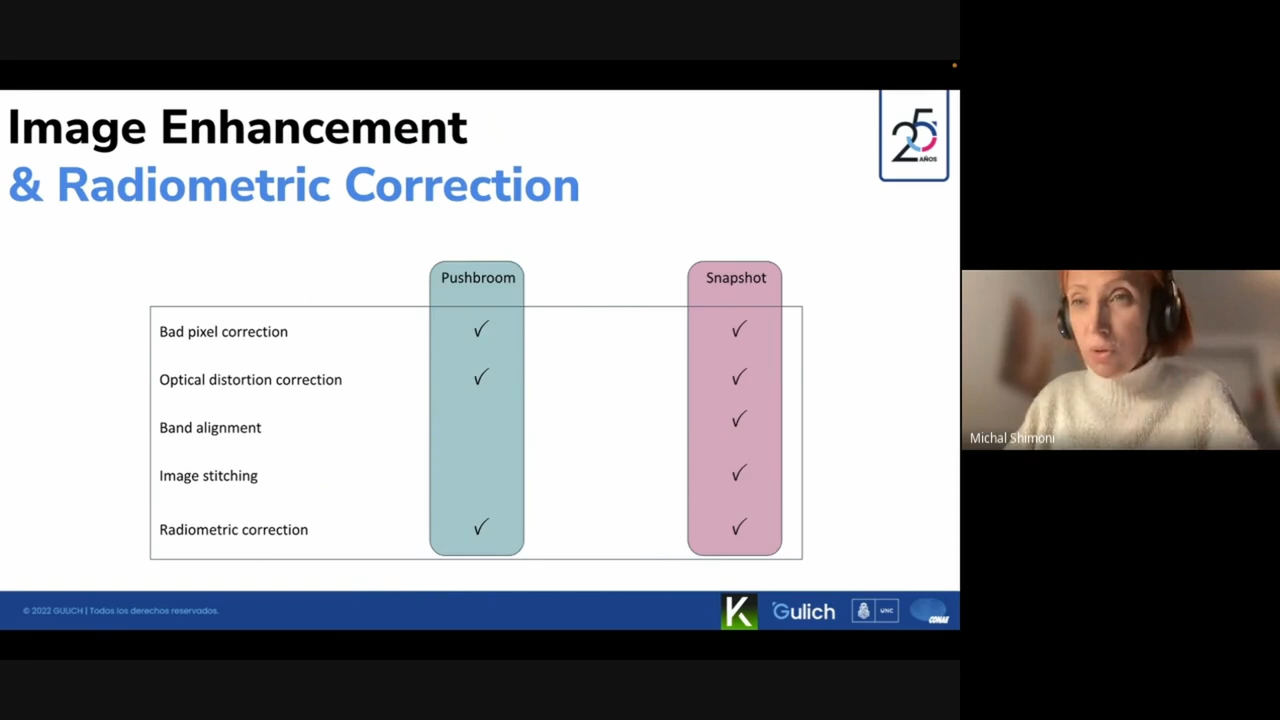 Image Enhancement
& Radiometric Correction
25
AÑOS
Pushbroom
Snapshot
Bad pixel correction ✓ ✓
Optical distortion correction ✓ ✓
Band alignment ✓
Image stitching ✓
Radiometric correction ✓ ✓
© 2022 GULICH | Todos los derechos reservados.
K
Gulich
UNC
CONAE
Michal Shimoni